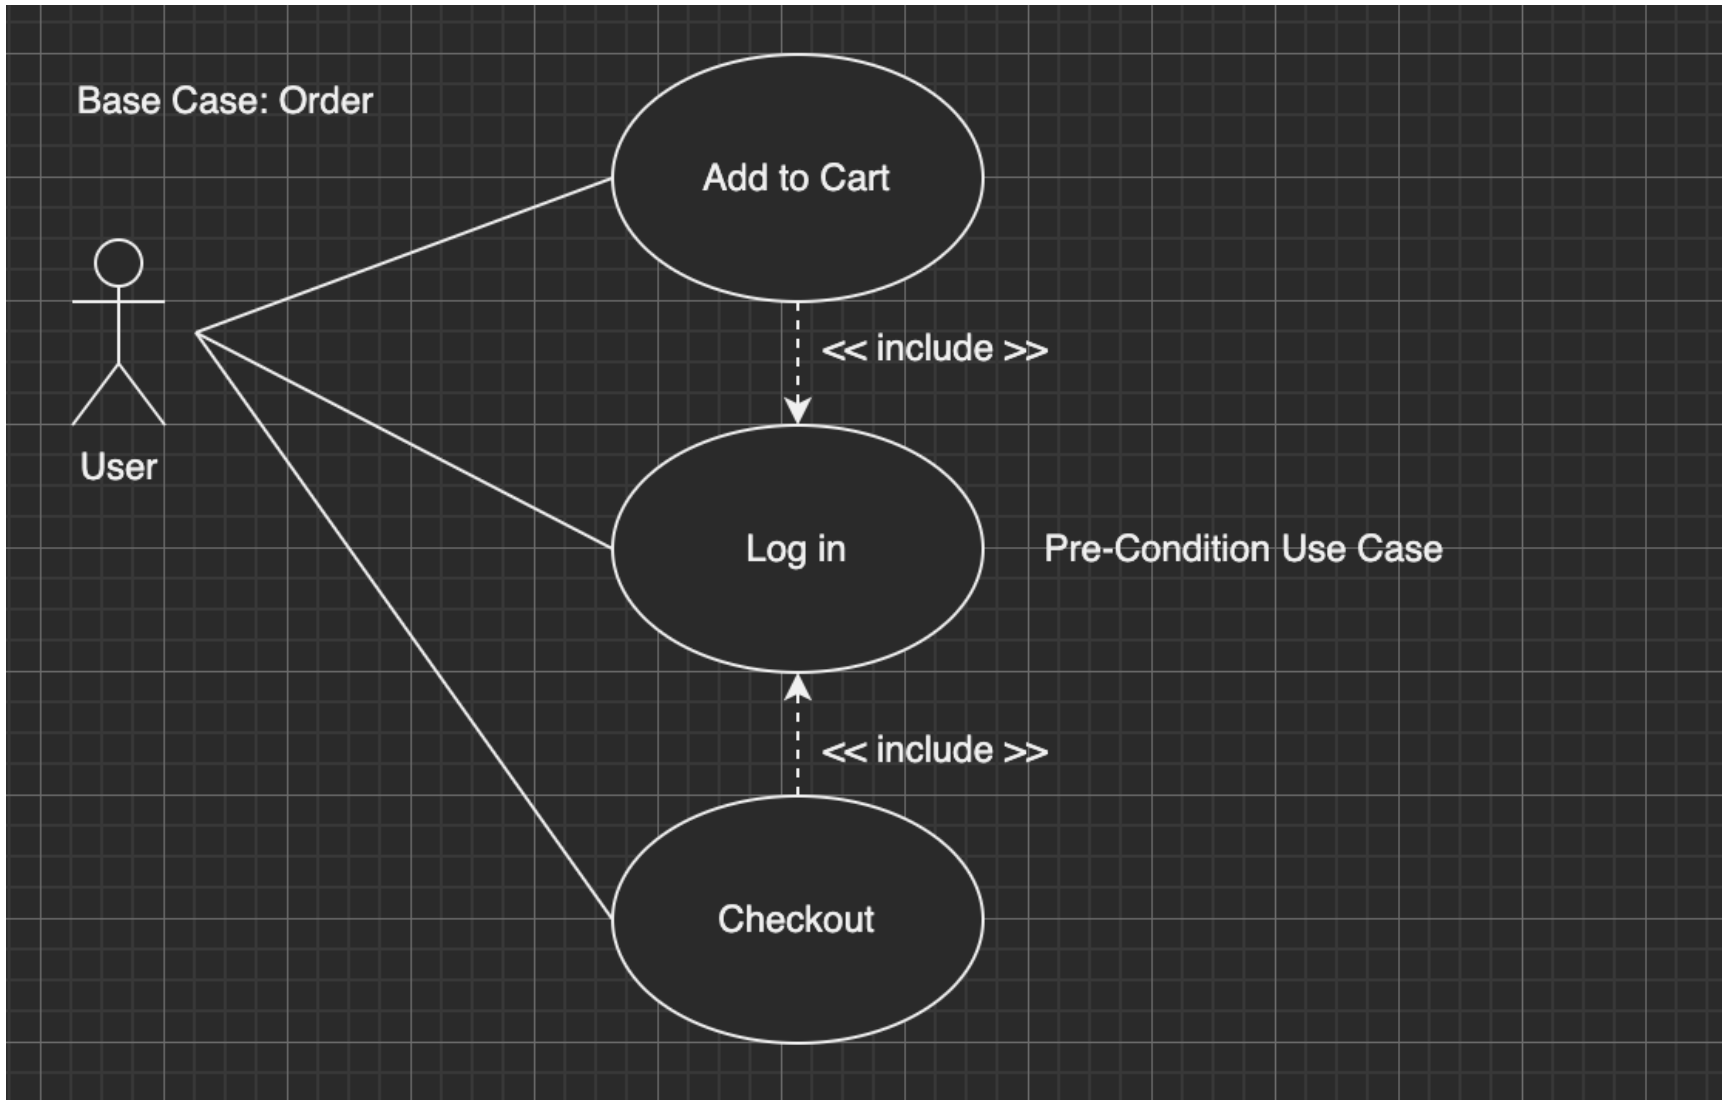 Base Case: Order
Add to Cart
<< include >>
User
Log in
Pre-Condition Use Case
<< include >>
Checkout